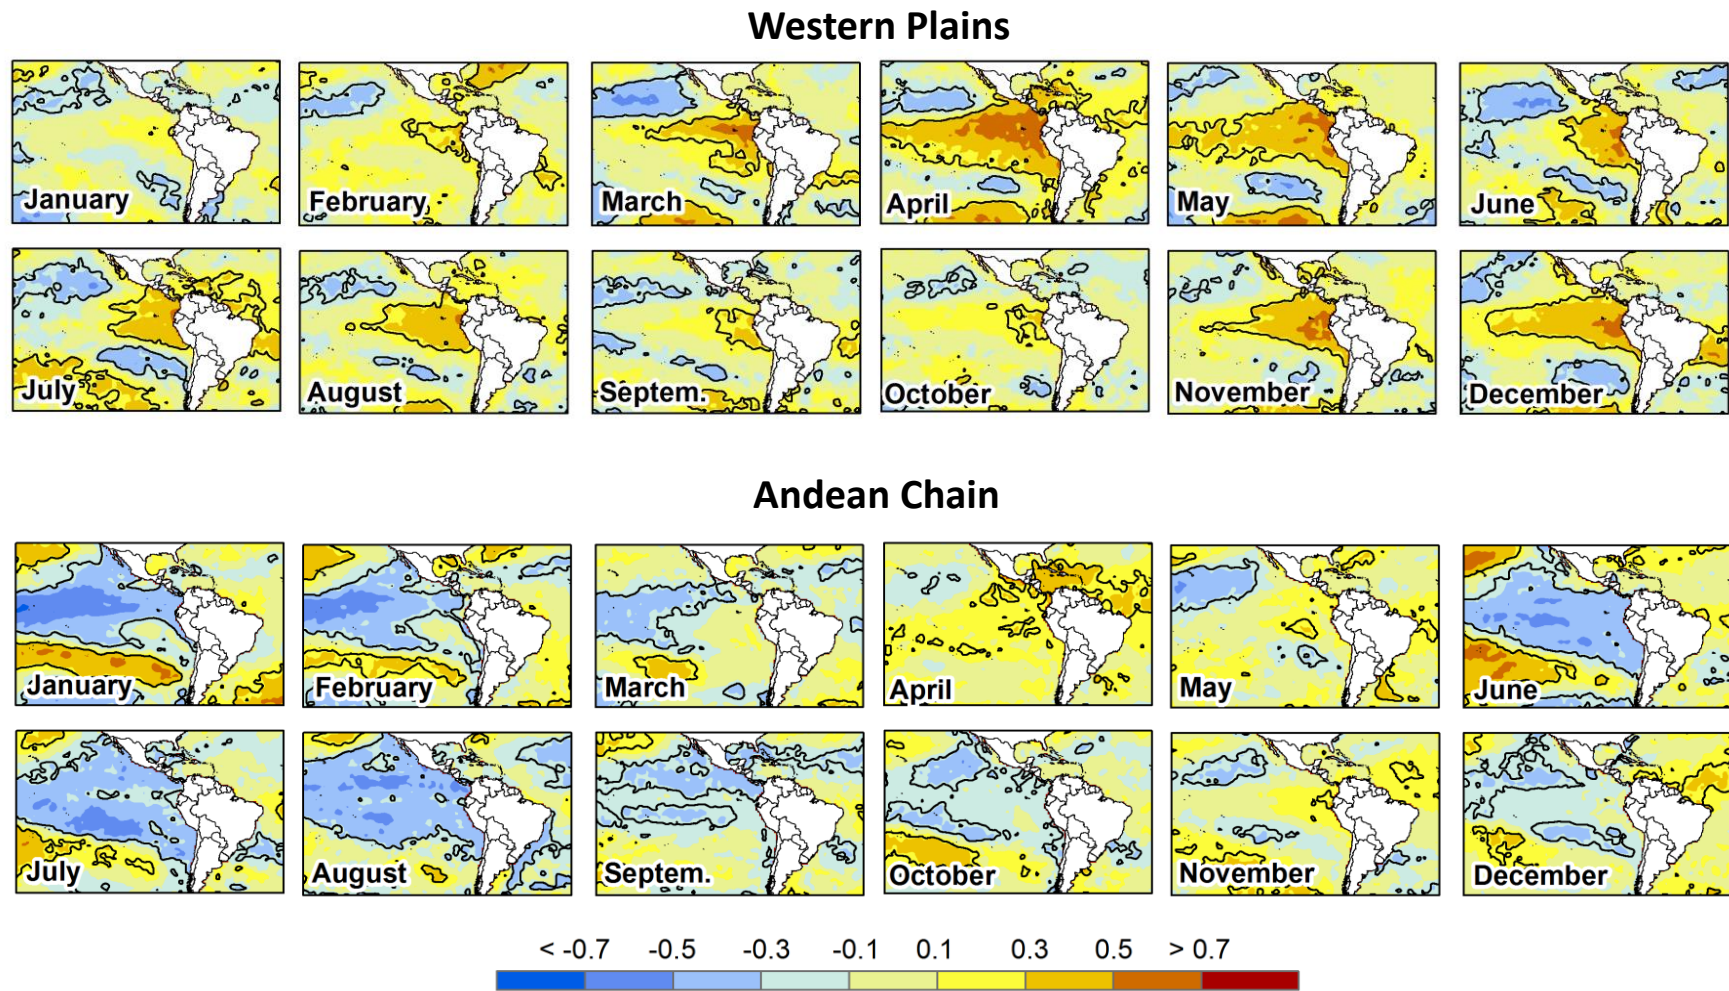 Western Plains
January February March April May June
July August Septem. October November December
Andean Chain
January February March April May June
July August Septem. October November December
< -0.7 -0.5 -0.3 -0.1 0.1 0.3 0.5 > 0.7